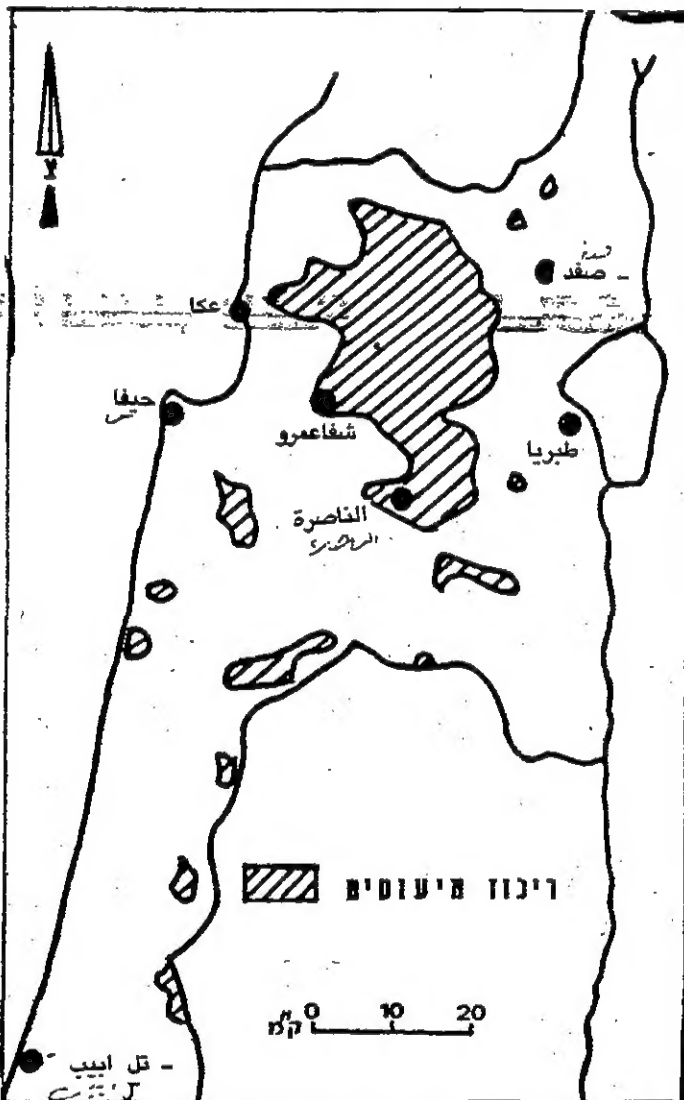 צ
صفد -
عكا
حيفا
شفاعمرو
طبريا
الناصرة
ריכוז מיעוטים
ק"מ 0 10 20
تل ابيب -